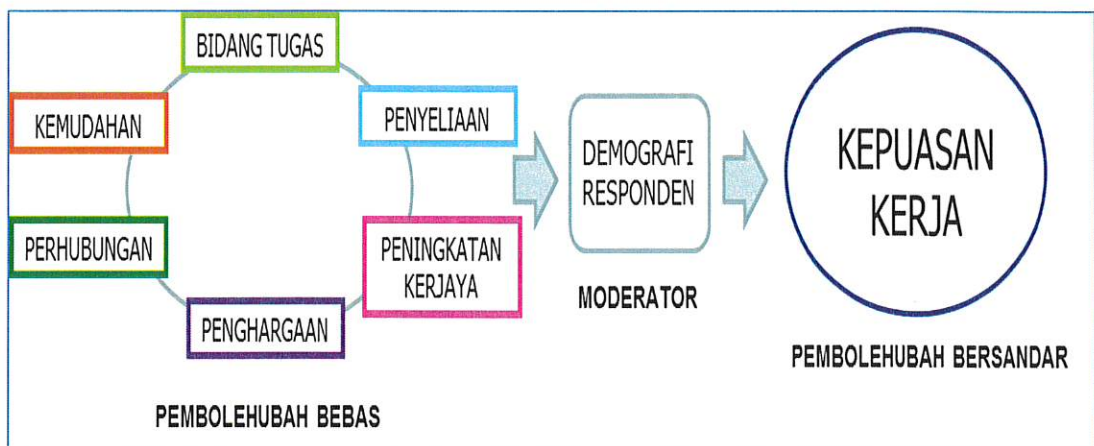 BIDANG TUGAS
KEMUDAHAN
PENYELIAAN
PERHUBUNGAN
PENINGKATAN
KERJAYA
PENGHARGAAN
PEMBOLEHUBAH BEBAS
DEMOGRAFI
RESPONDEN
MODERATOR
KEPUASAN
KERJA
PEMBOLEHUBAH BERSANDAR